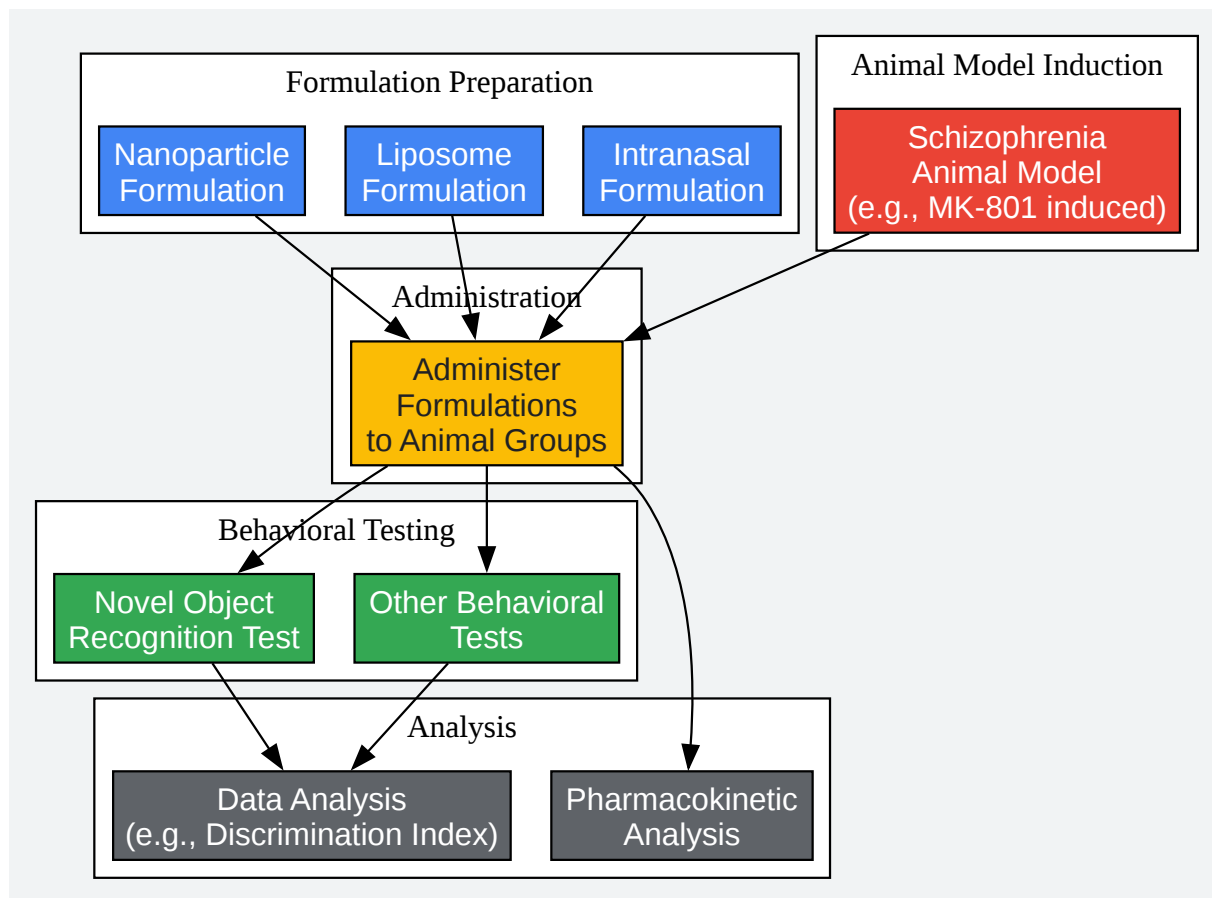 Formulation Preparation
Nanoparticle
Formulation
Liposome
Formulation
Intranasal
Formulation
Animal Model Induction
Schizophrenia
Animal Model
(e.g., MK-801 induced)
Administration
Administer
Formulations
to Animal Groups
Behavioral Testing
Novel Object
Recognition Test
Other Behavioral
Tests
Analysis
Data Analysis
(e.g., Discrimination Index)
Pharmacokinetic
Analysis